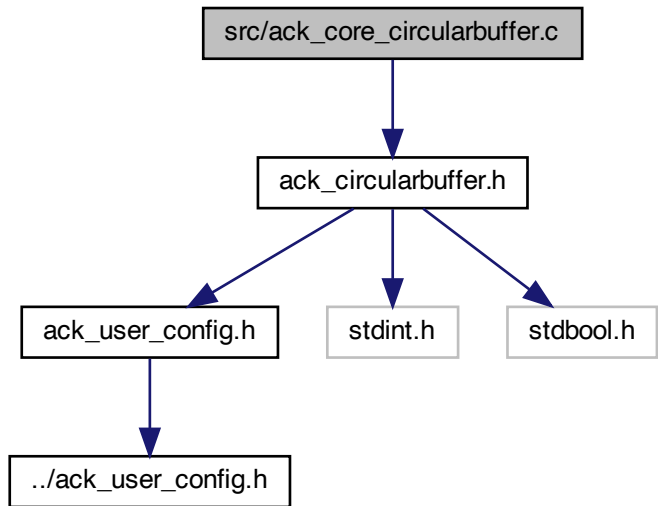 src/ack_core_circularbuffer.c
ack_circularbuffer.h
ack_user_config.h
stdint.h
stdbool.h
../ack_user_config.h